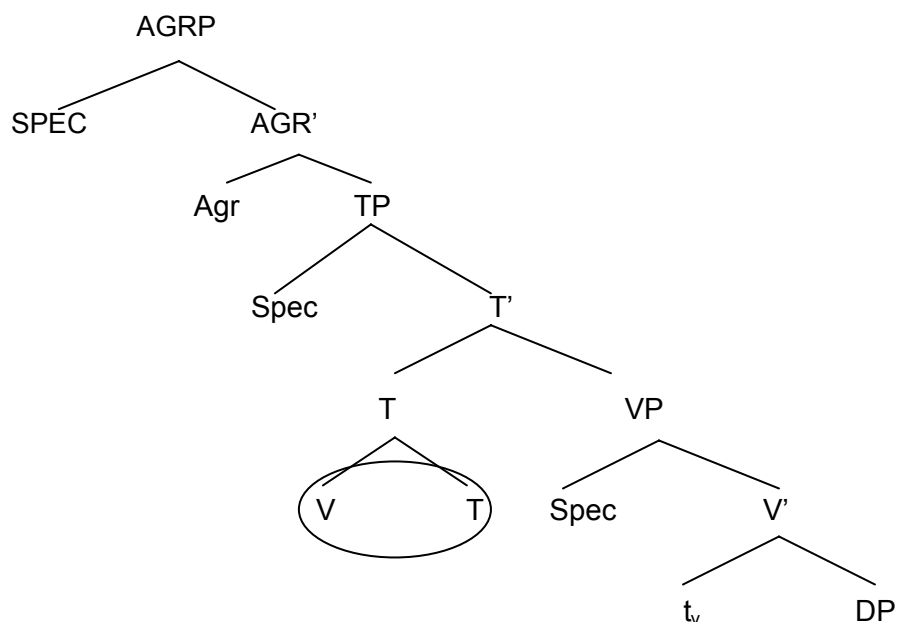 AGRP
SPEC AGR’
Agr TP
Spec T’
T VP
V T Spec V’
tᵥ DP